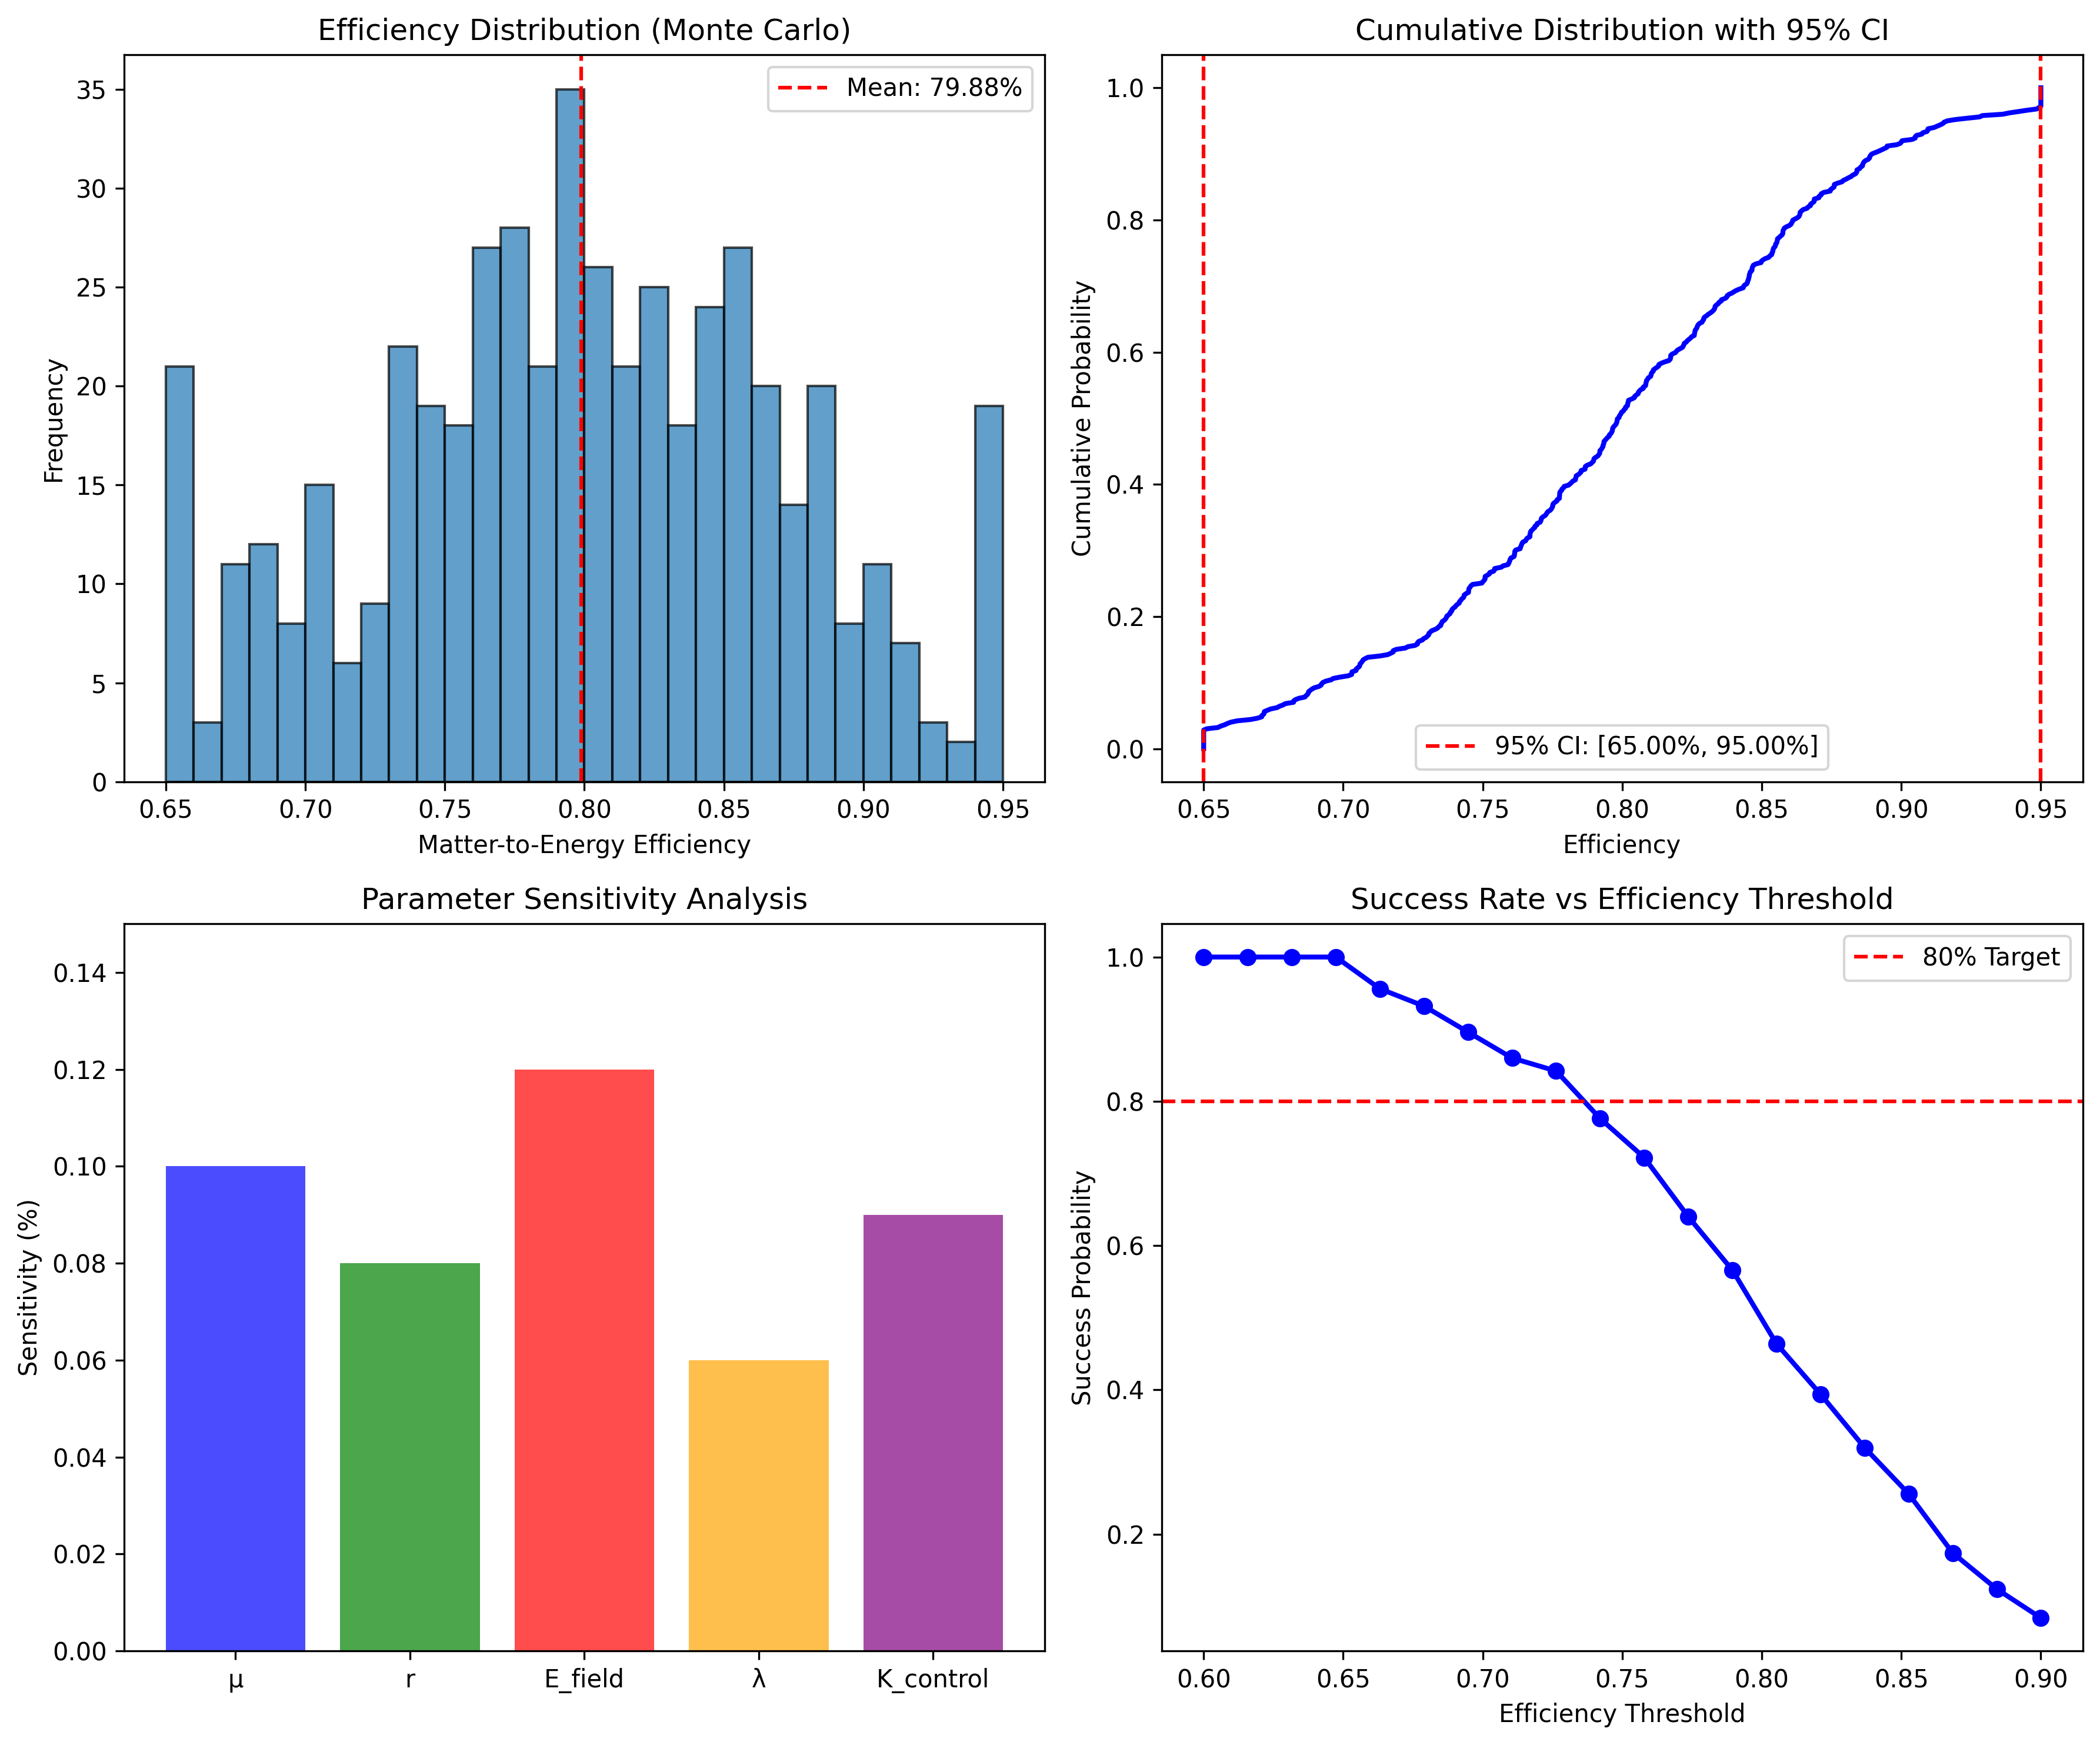 Efficiency Distribution (Monte Carlo)
Mean: 79.88%
35
30
25
20
15
10
5
0
Frequency
0.65 0.70 0.75 0.80 0.85 0.90 0.95
Matter-to-Energy Efficiency
Cumulative Distribution with 95% CI
1.0
0.8
0.6
0.4
0.2
0.0
Cumulative Probability
95% CI: [65.00%, 95.00%]
0.65 0.70 0.75 0.80 0.85 0.90 0.95
Efficiency
Parameter Sensitivity Analysis
0.14
0.12
0.10
0.08
0.06
0.04
0.02
0.00
Sensitivity (%)
μ r E_field λ K_control
Success Rate vs Efficiency Threshold
80% Target
1.0
0.8
0.6
0.4
0.2
Success Probability
0.60 0.65 0.70 0.75 0.80 0.85 0.90
Efficiency Threshold